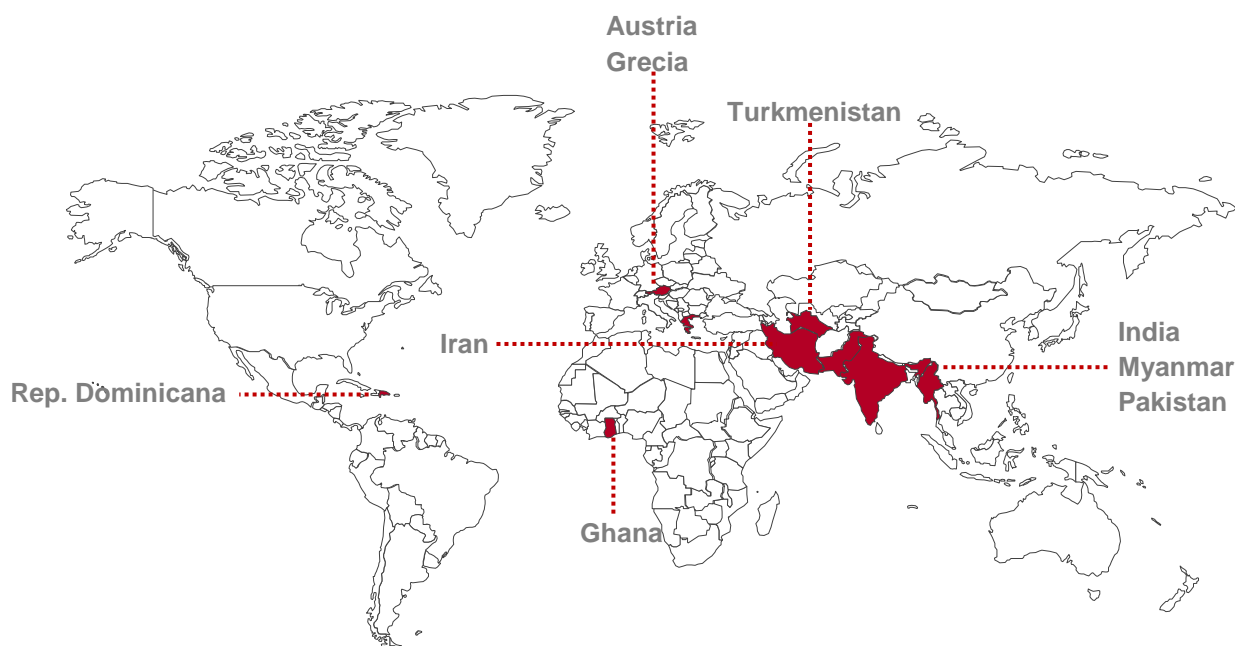 Austria
Grecia
Turkmenistan
Iran
India
Myanmar
Pakistan
Rep. Dominicana
Ghana